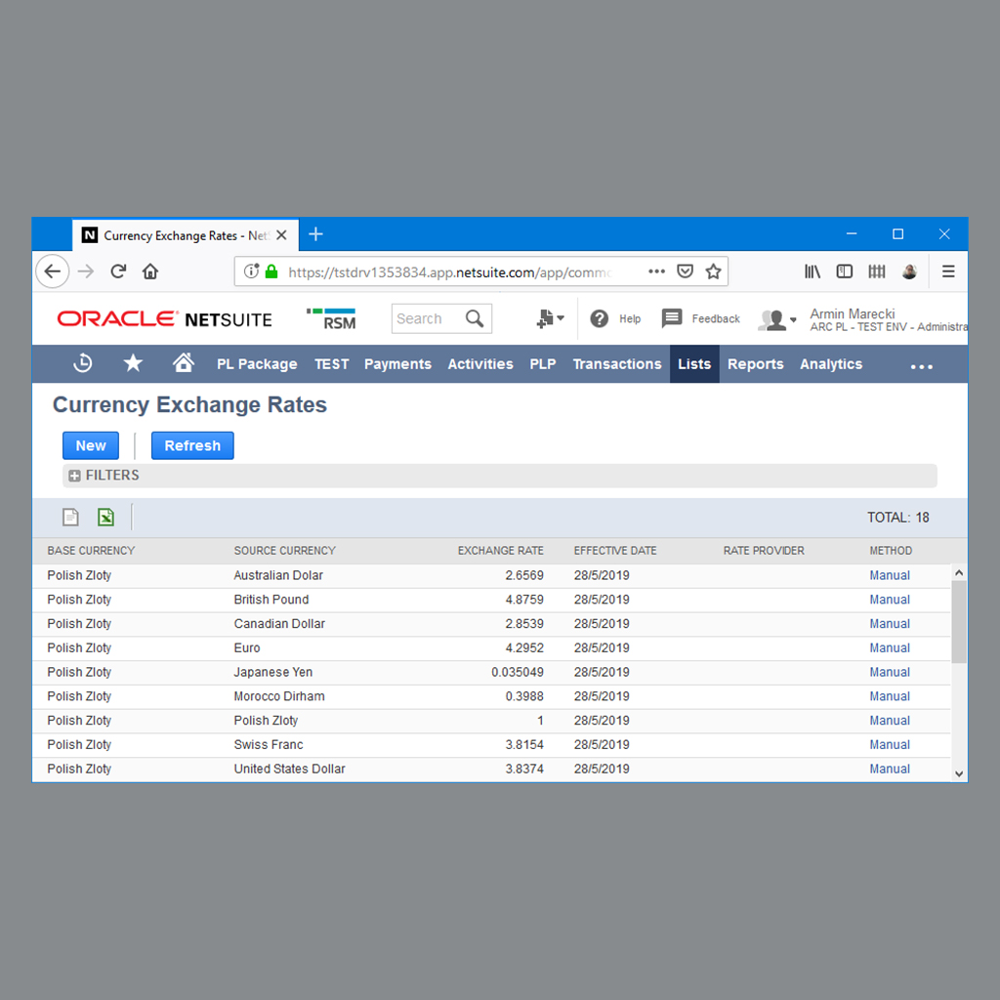 N Currency Exchange Rates - Net
https://tstdrv1353834.app.netsuite.com/app/commo
ORACLE NETSUITE RSM Search Help Feedback Armin Marecki
ARC PL - TEST ENV - Administra
PL Package TEST Payments Activities PLP Transactions Lists Reports Analytics
Currency Exchange Rates
New Refresh
FILTERS
TOTAL: 18
BASE CURRENCY SOURCE CURRENCY EXCHANGE RATE EFFECTIVE DATE RATE PROVIDER METHOD
Polish Zloty Australian Dolar 2.6569 28/5/2019 Manual
Polish Zloty British Pound 4.8759 28/5/2019 Manual
Polish Zloty Canadian Dollar 2.8539 28/5/2019 Manual
Polish Zloty Euro 4.2952 28/5/2019 Manual
Polish Zloty Japanese Yen 0.035049 28/5/2019 Manual
Polish Zloty Morocco Dirham 0.3988 28/5/2019 Manual
Polish Zloty Polish Zloty 1 28/5/2019 Manual
Polish Zloty Swiss Franc 3.8154 28/5/2019 Manual
Polish Zloty United States Dollar 3.8374 28/5/2019 Manual